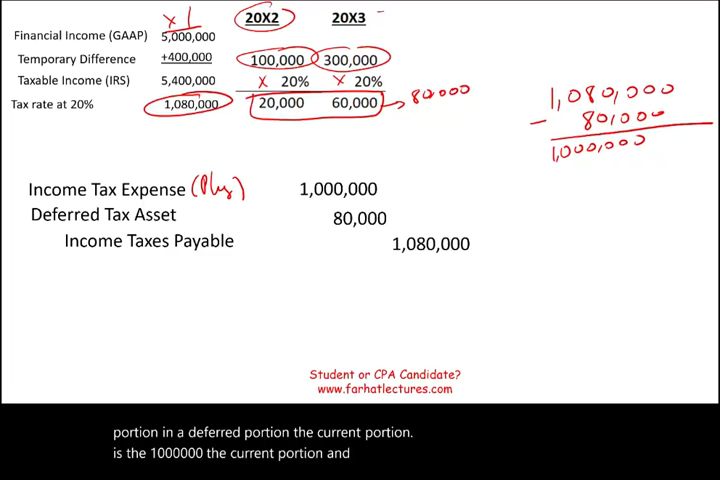 x 1 20X2 20X3
Financial Income (GAAP) 5,000,000
Temporary Difference +400,000 100,000 300,000
Taxable Income (IRS) 5,400,000 x 20% x 20%
Tax rate at 20% 1,080,000 20,000 60,000 80,000
1,080,000
- 80,000
1,000,000
Income Tax Expense (Plug) 1,000,000
Deferred Tax Asset 80,000
Income Taxes Payable 1,080,000
Student or CPA Candidate?
www.farhatlectures.com
portion in a deferred portion the current portion.
is the 1000000 the current portion and